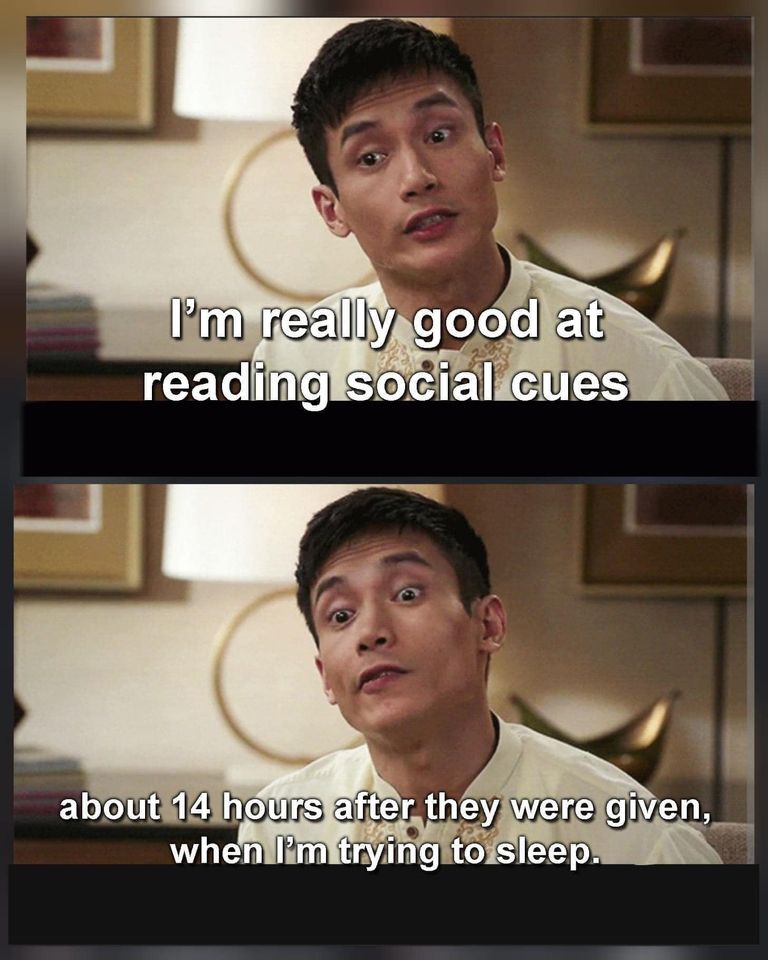 I’m really good at
reading social cues
about 14 hours after they were given,
when I’m trying to sleep.